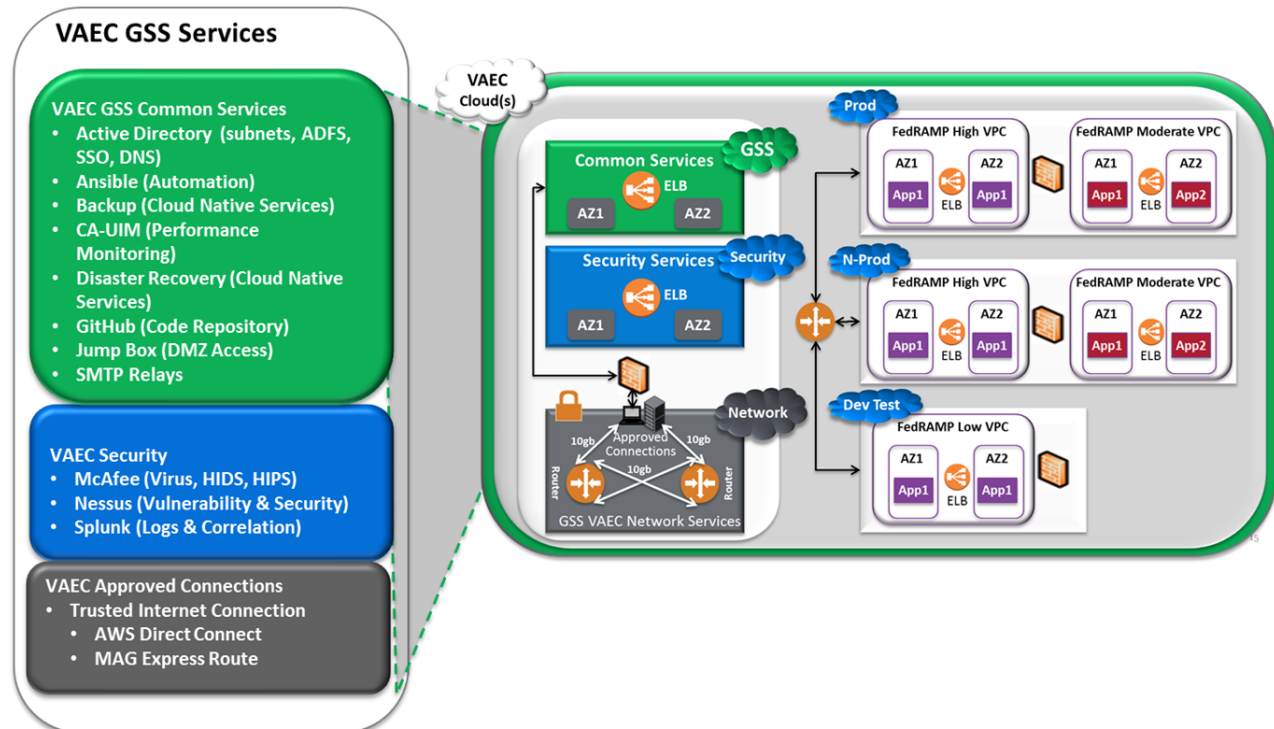 VAEC GSS Services
VAEC GSS Common Services
• Active Directory (subnets, ADFS,
SSO, DNS)
• Ansible (Automation)
• Backup (Cloud Native Services)
• CA-UIM (Performance
Monitoring)
• Disaster Recovery (Cloud Native
Services)
• GitHub (Code Repository)
• Jump Box (DMZ Access)
• SMTP Relays
VAEC Security
• McAfee (Virus, HIDS, HIPS)
• Nessus (Vulnerability & Security)
• Splunk (Logs & Correlation)
VAEC Approved Connections
• Trusted Internet Connection
• AWS Direct Connect
• MAG Express Route
VAEC
Cloud(s)
GSS
Common Services
ELB
AZ1
AZ2
Security
Security Services
ELB
AZ1
AZ2
Network
10gb
Approved
Connections
10gb
10gb
Router
Router
GSS VAEC Network Services
Prod
FedRAMP High VPC
AZ1
AZ2
App1
ELB
App1
FedRAMP Moderate VPC
AZ1
AZ2
App1
ELB
App2
N-Prod
FedRAMP High VPC
AZ1
AZ2
App1
ELB
App1
FedRAMP Moderate VPC
AZ1
AZ2
App1
ELB
App2
Dev Test
FedRAMP Low VPC
AZ1
AZ2
App1
ELB
App1